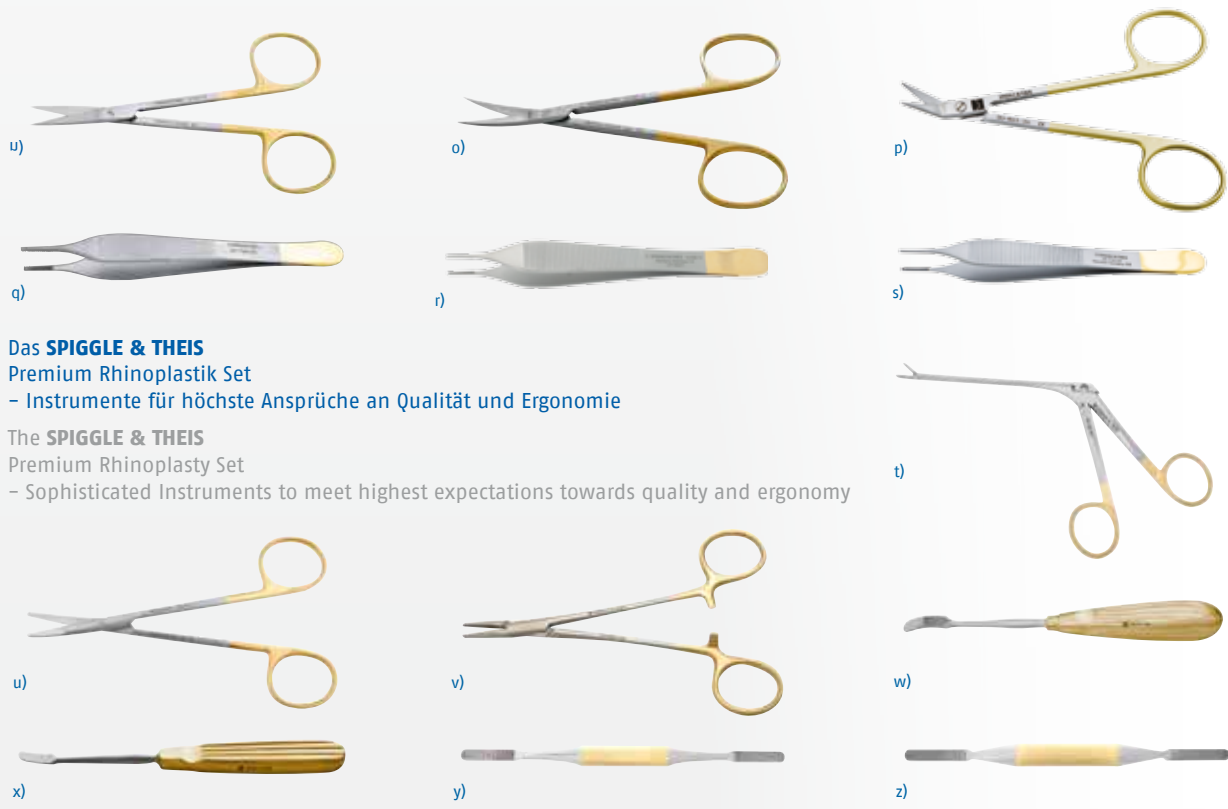 u)
o)
p)
q)
r)
s)
Das SPIGGLE & THEIS
Premium Rhinoplastik Set
– Instrumente für höchste Ansprüche an Qualität und Ergonomie
The SPIGGLE & THEIS
Premium Rhinoplasty Set
– Sophisticated Instruments to meet highest expectations towards quality and ergonomy
t)
u)
v)
w)
x)
y)
z)